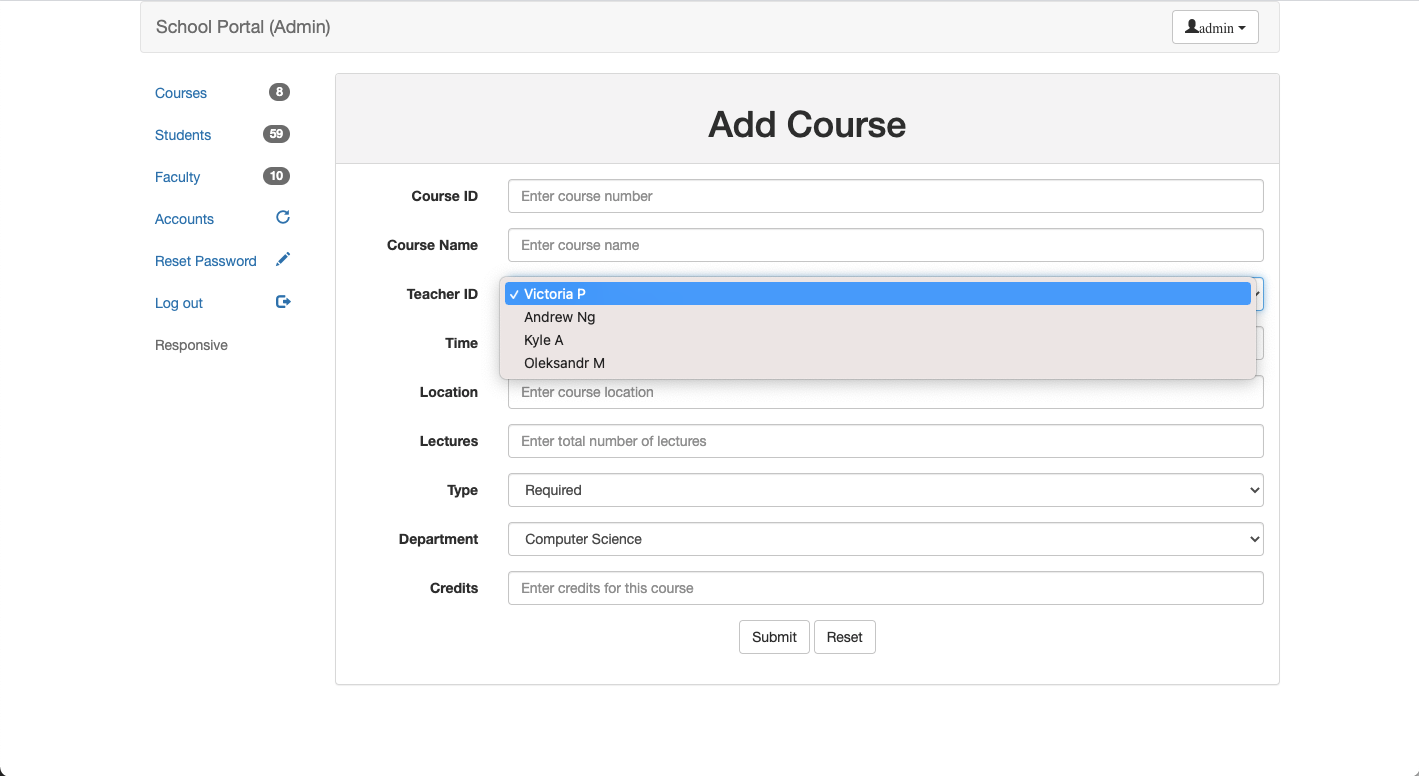 School Portal (Admin)
admin
Courses 8
Students 59
Faculty 10
Accounts
Reset Password
Log out
Responsive
Add Course
Course ID Enter course number
Course Name Enter course name
Teacher ID ✓ Victoria P
Andrew Ng
Time Kyle A
Oleksandr M
Location Enter course location
Lectures Enter total number of lectures
Type Required
Department Computer Science
Credits Enter credits for this course
Submit Reset